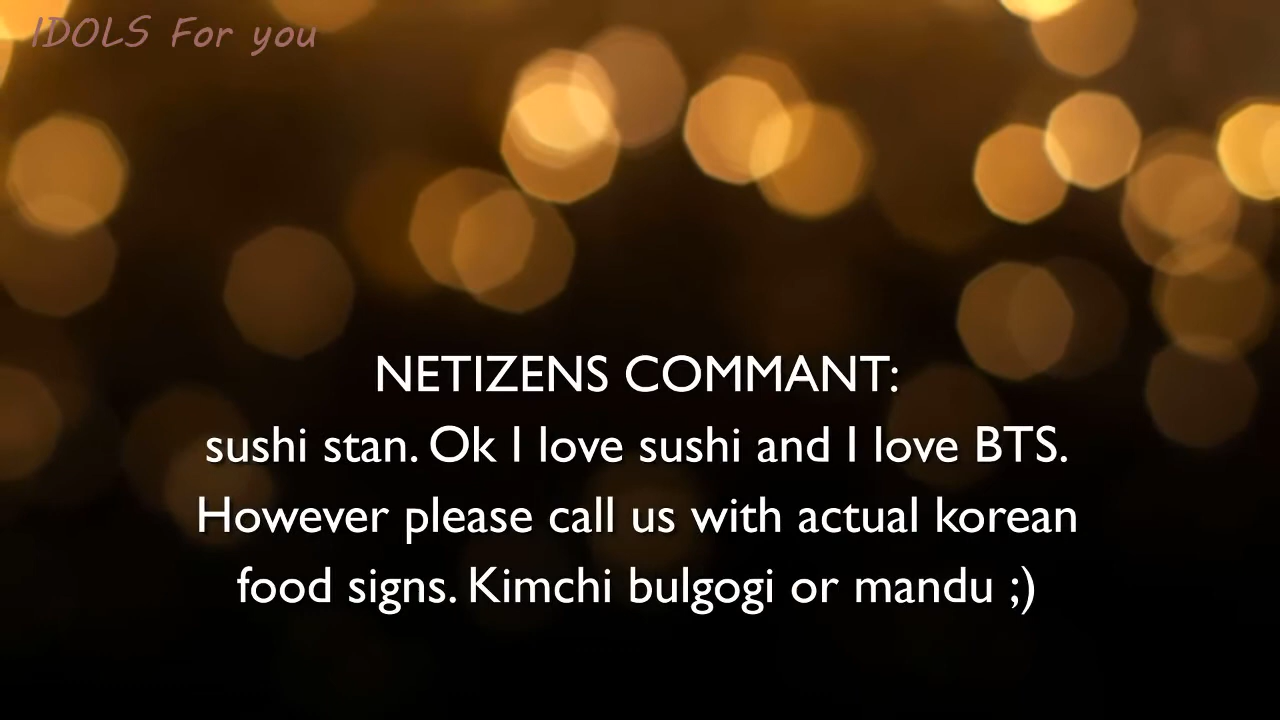 IDOLS For you
NETIZENS COMMANT:
sushi stan. Ok I love sushi and I love BTS.
However please call us with actual korean
food signs. Kimchi bulgogi or mandu ;)